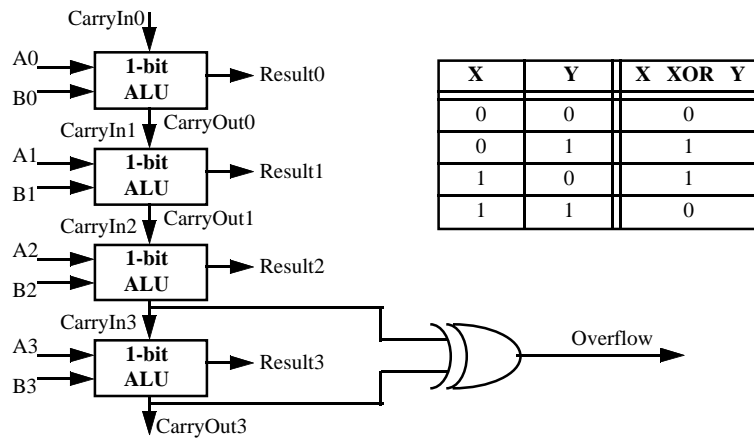 CarryIn0
A0
B0
1-bit
ALU
Result0
CarryIn1
CarryOut0
A1
B1
1-bit
ALU
Result1
CarryIn2
CarryOut1
A2
B2
1-bit
ALU
Result2
CarryIn3
A3
B3
1-bit
ALU
Result3
CarryOut3
Overflow
X Y X XOR Y
0 0 0
0 1 1
1 0 1
1 1 0